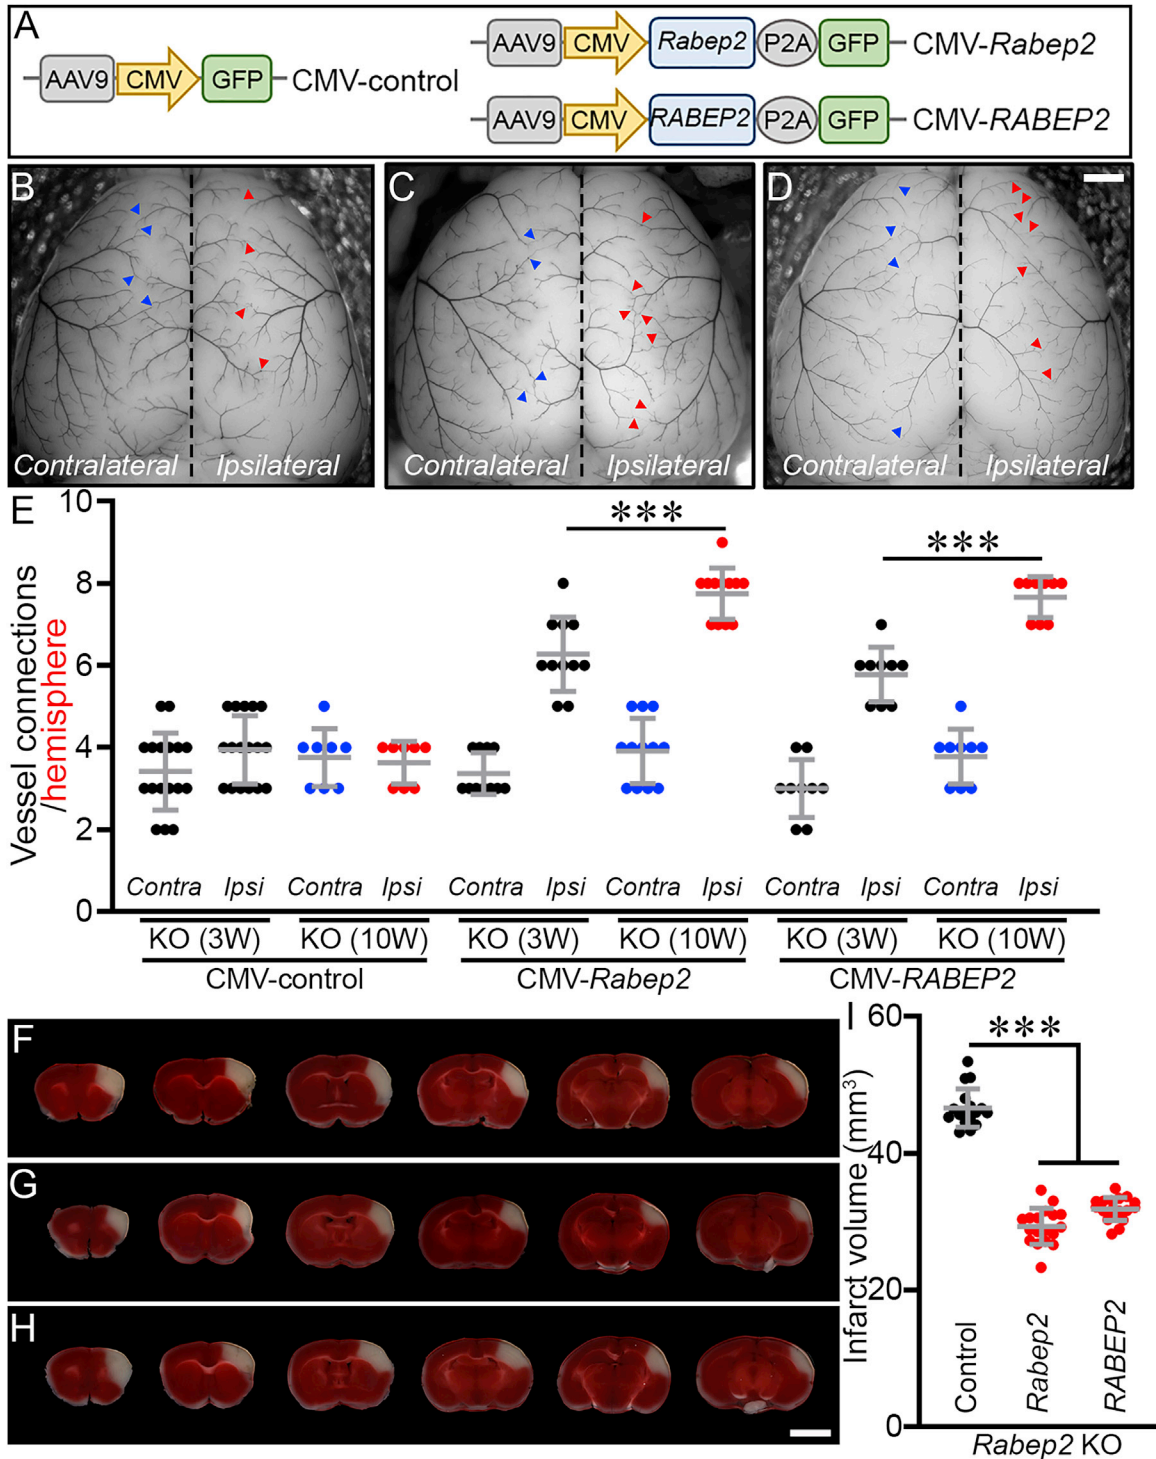 A
AAV9 CMV GFP CMV-control
AAV9 CMV Rabep2 P2A GFP CMV-Rabep2
AAV9 CMV RABEP2 P2A GFP CMV-RABEP2
B
Contralateral Ipsilateral
C
Contralateral Ipsilateral
D
Contralateral Ipsilateral
E
Vessel connections
/hemisphere
10
8
6
4
2
0
***
***
Contra Ipsi Contra Ipsi Contra Ipsi Contra Ipsi Contra Ipsi Contra Ipsi
KO (3W) KO (10W) KO (3W) KO (10W) KO (3W) KO (10W)
CMV-control CMV-Rabep2 CMV-RABEP2
F
G
H
I
Infarct volume (mm³)
60
40
20
0
***
Control
Rabep2
RABEP2
Rabep2 KO